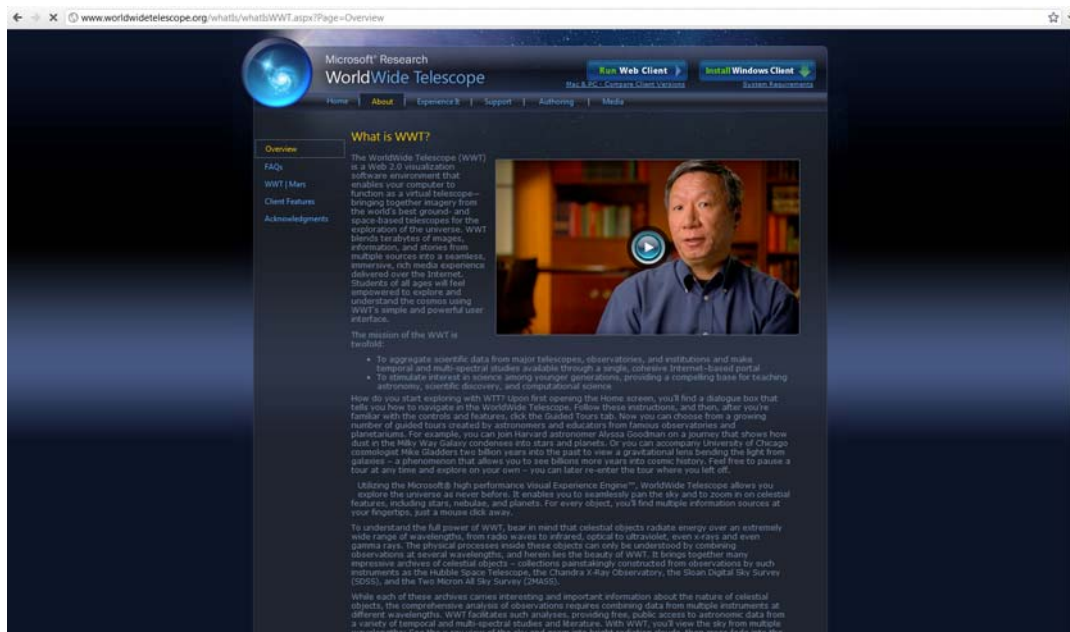 www.worldwidetelescope.org/whatIs/whatIsWWT.aspx?Page=Overview
Microsoft® Research
WorldWide Telescope
Run Web Client
Install Windows Client
Mac & PC - Compare Client Versions
System Requirements
Home | About | Experience It | Support | Authoring | Media
What is WWT?
Overview
FAQs
WWT | Mars
Client Features
Acknowledgments
The WorldWide Telescope (WWT)
is a Web 2.0 visualization
software environment that
enables your computer to
function as a virtual telescope—
bringing together imagery from
the world's best ground- and
space-based telescopes for the
exploration of the universe. WWT
blends terabytes of images,
information, and stories from
multiple sources into a seamless,
immersive, rich media experience
delivered over the Internet.
Students of all ages will feel
empowered to explore and
understand the cosmos using
WWT's simple and powerful user
interface.
The mission of the WWT is
twofold:
• To aggregate scientific data from major telescopes, observatories, and institutions and make
temporal and multi-spectral studies available through a single, cohesive Internet–based portal
• To stimulate interest in science among younger generations, providing a compelling base for teaching
astronomy, scientific discovery, and computational science
How do you start exploring with WTT? Upon first opening the Home screen, you'll find a dialogue box that
tells you how to navigate in the WorldWide Telescope. Follow these instructions, and then, after you're
familiar with the controls and features, click the Guided Tours tab. Now you can choose from a growing
number of guided tours created by astronomers and educators from famous observatories and
planetariums. For example, you can join Harvard astronomer Alyssa Goodman on a journey that shows how
dust in the Milky Way Galaxy condenses into stars and planets. Or you can accompany University of Chicago
cosmologist Mike Gladders two billion years into the past to view a gravitational lens bending the light from
galaxies – a phenomenon that allows you to see billions more years into cosmic history. Feel free to pause a
tour at any time and explore on your own – you can later re-enter the tour where you left off.
Utilizing the Microsoft® high performance Visual Experience Engine™, WorldWide Telescope allows you
explore the universe as never before. It enables you to seamlessly pan the sky and to zoom in on celestial
features, including stars, nebulae, and planets. For every object, you'll find multiple information sources at
your fingertips, just a mouse click away.
To understand the full power of WWT, bear in mind that celestial objects radiate energy over an extremely
wide range of wavelengths, from radio waves to infrared, optical to ultraviolet, even x-rays and even
gamma rays. The physical processes inside these objects can only be understood by combining
observations at several wavelengths, and herein lies the beauty of WWT. It brings together many
impressive archives of celestial objects – collections painstakingly constructed from observations by such
instruments as the Hubble Space Telescope, the Chandra X-Ray Observatory, the Sloan Digital Sky Survey
(SDSS), and the Two Micron All Sky Survey (2MASS).
While each of these archives carries interesting and important information about the nature of celestial
objects, the comprehensive analysis of observations requires combining data from multiple instruments at
different wavelengths. WWT facilitates such analyses, providing free, public access to astronomic data from
a variety of temporal and multi-spectral studies and literature. With WWT, you'll view the sky from multiple